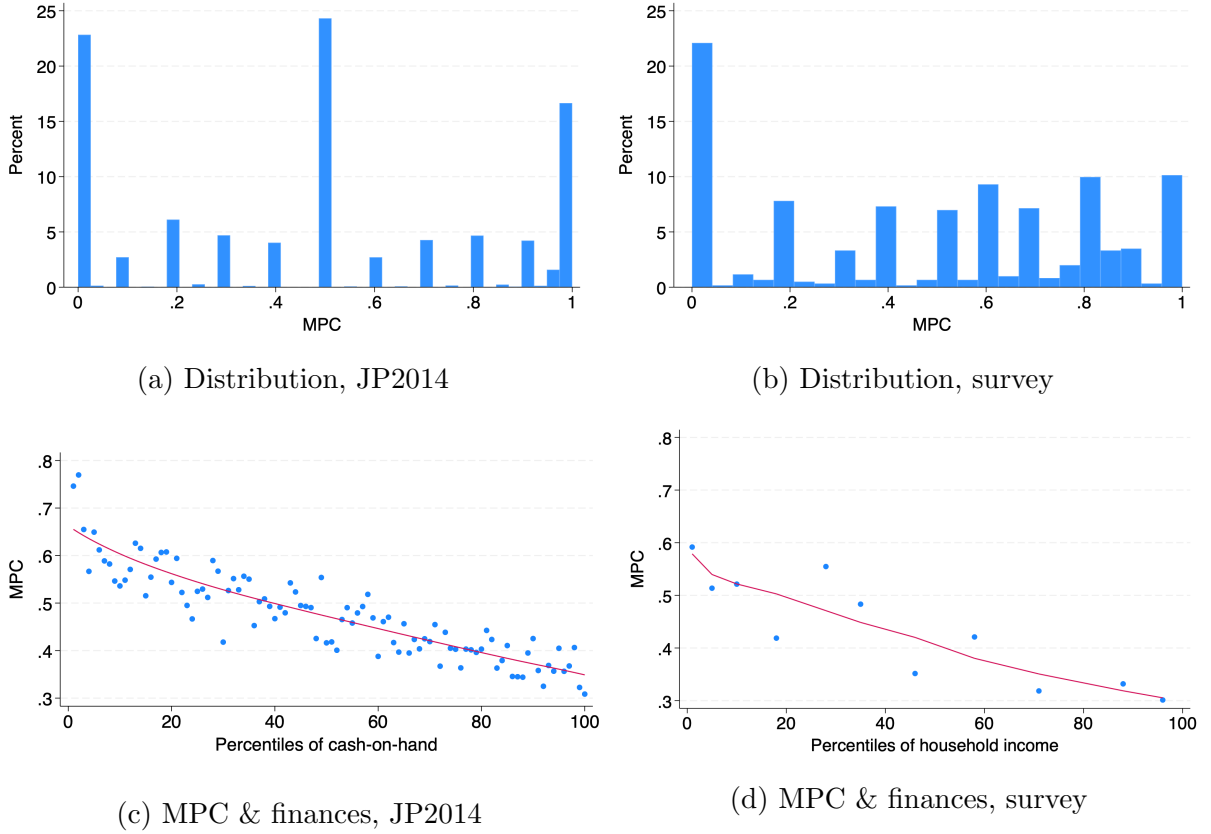 25
20
15
10
5
0
Percent
0 .2 .4 .6 .8 1
MPC
(a) Distribution, JP2014
25
20
15
10
5
0
Percent
0 .2 .4 .6 .8 1
MPC
(b) Distribution, survey
.8
.7
.6
.5
.4
.3
MPC
0 20 40 60 80 100
Percentiles of cash-on-hand
(c) MPC & finances, JP2014
.8
.7
.6
.5
.4
.3
MPC
0 20 40 60 80 100
Percentiles of household income
(d) MPC & finances, survey